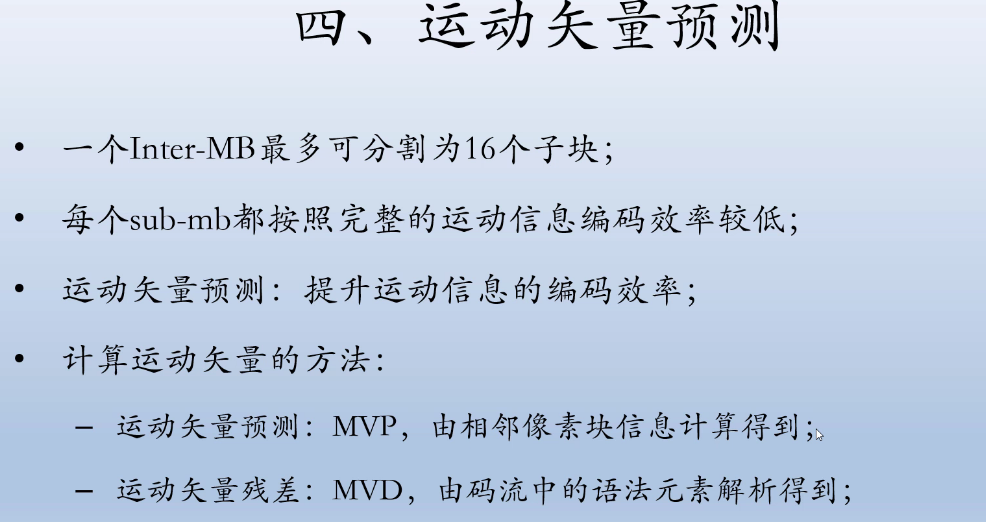 四、运动矢量预测
• 一个Inter-MB最多可分割为16个子块；
• 每个sub-mb都按照完整的运动信息编码效率较低；
• 运动矢量预测：提升运动信息的编码效率；
• 计算运动矢量的方法：
– 运动矢量预测：MVP，由相邻像素块信息计算得到；
– 运动矢量残差：MVD，由码流中的语法元素解析得到；